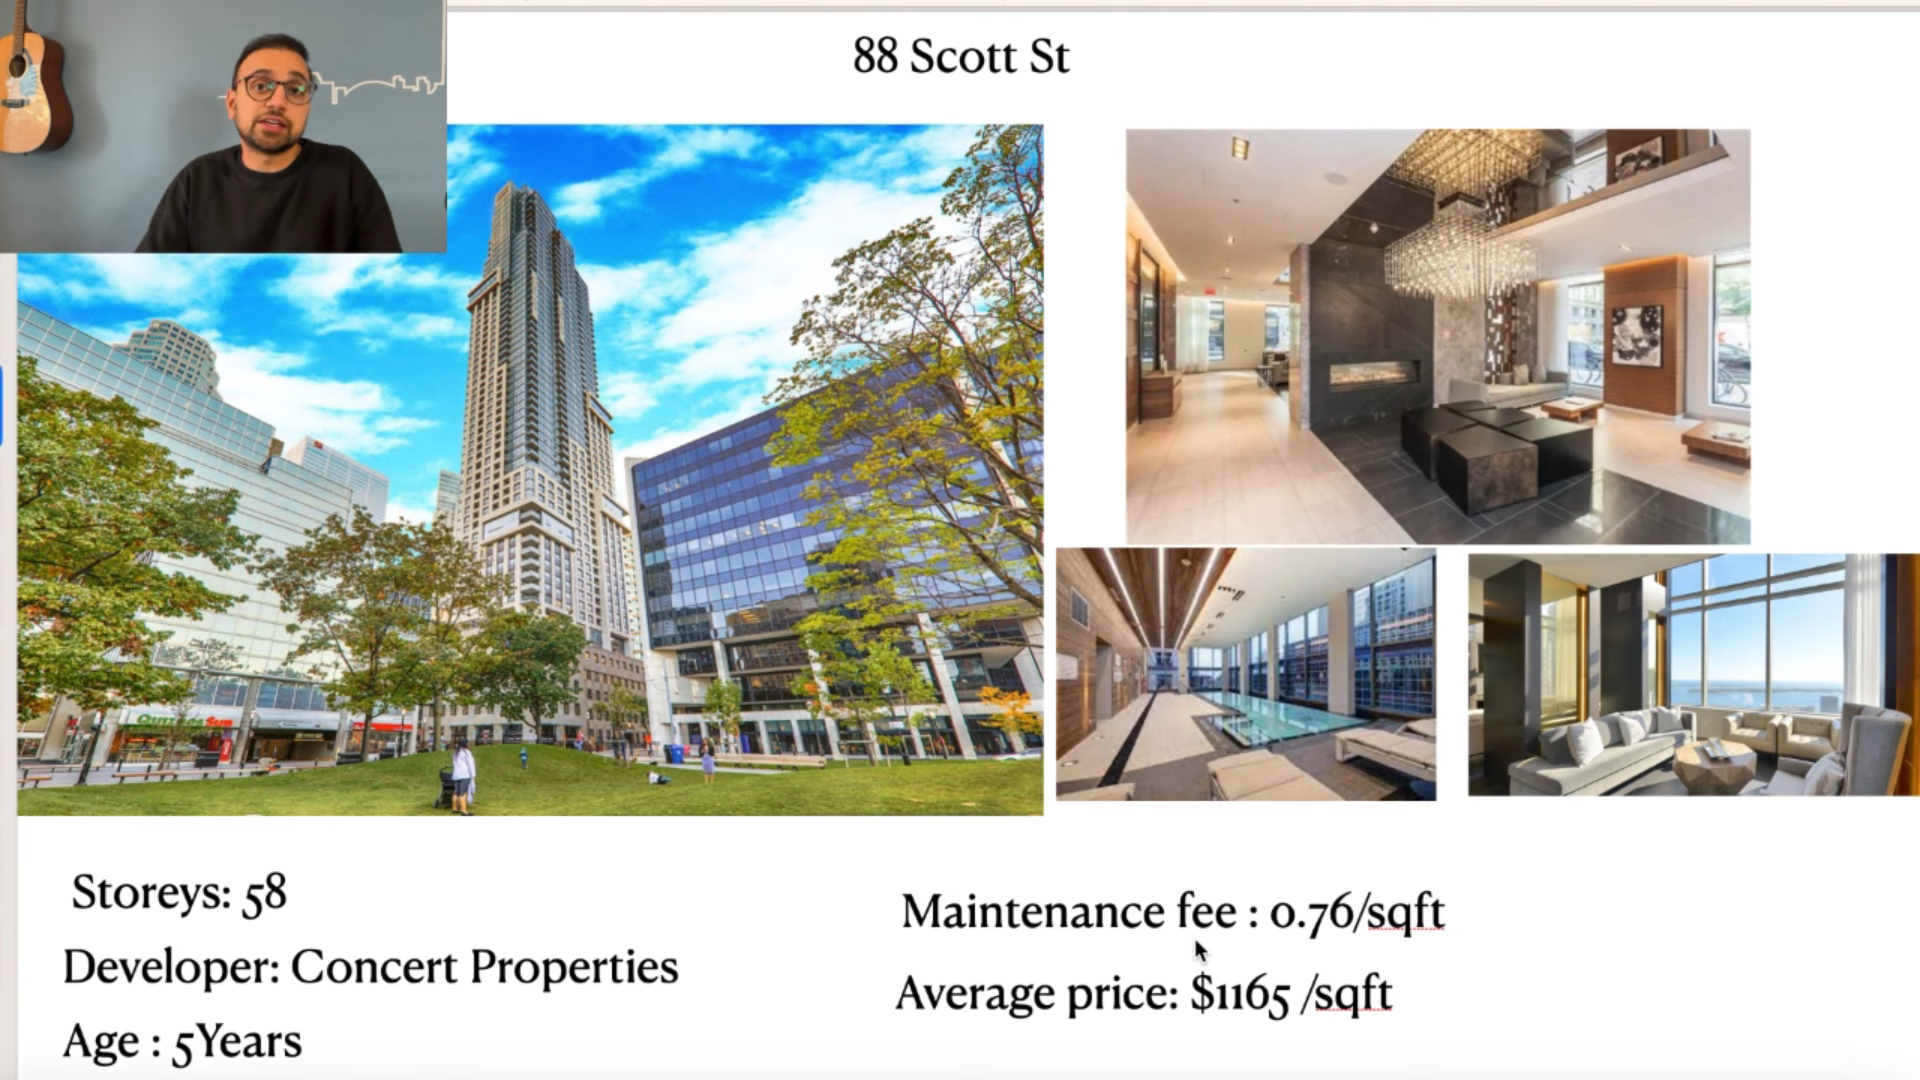 88 Scott St
Storeys: 58
Developer: Concert Properties
Age : 5Years
Maintenance fee : 0.76/sqft
Average price: $1165 /sqft